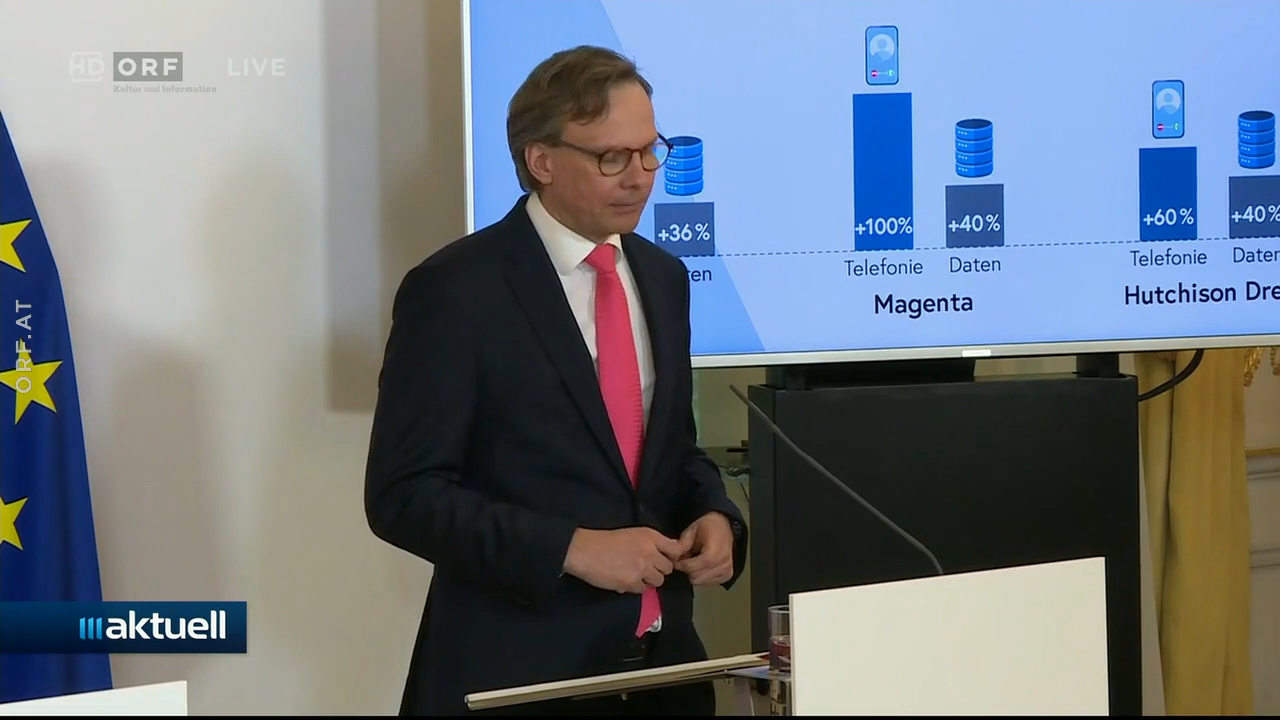 HD ORF LIVE
Kultur und Information
ORF.AT
+36 %
+100%
+40 %
+60 %
+40 %
Telefonie
Daten
Telefonie
Magenta
Hutchison
aktuell